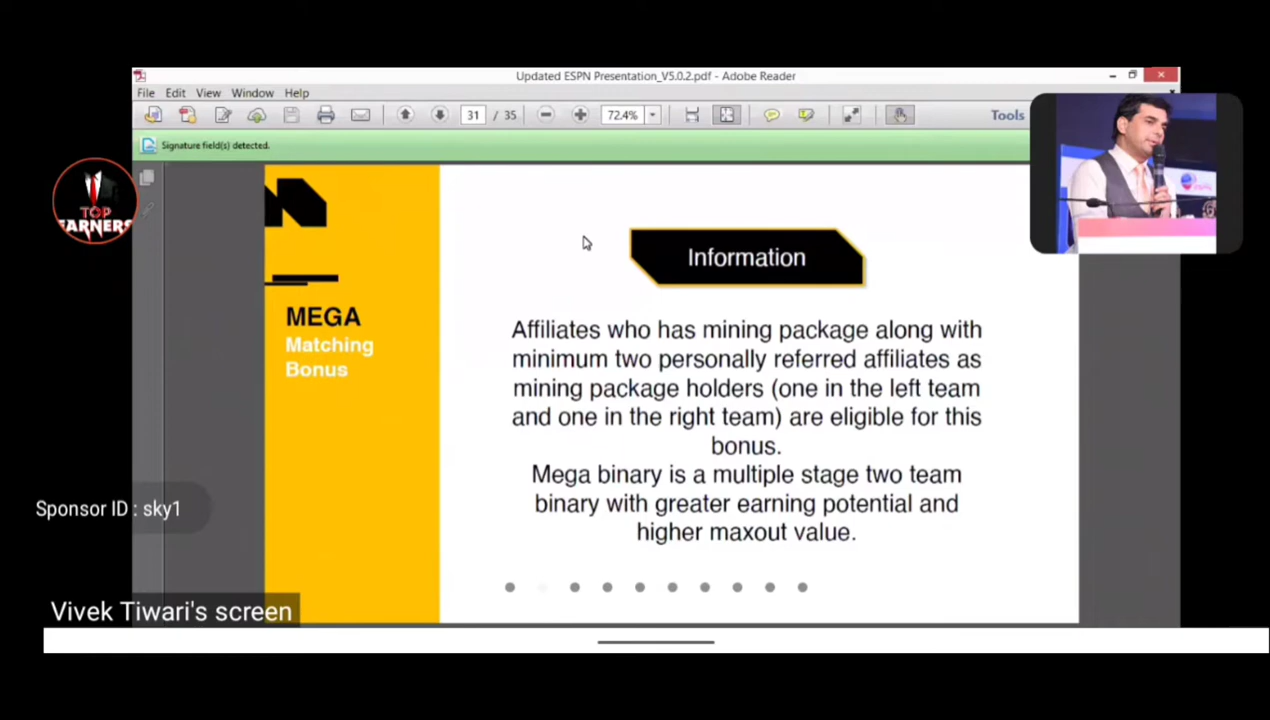 Updated ESPN Presentation_V5.0.2.pdf - Adobe Reader
File Edit View Window Help
31 / 35 72.4% Tools
Signature field(s) detected.
TOP
EARNERS
Information
MEGA
Matching
Bonus
Affiliates who has mining package along with
minimum two personally referred affiliates as
mining package holders (one in the left team
and one in the right team) are eligible for this
bonus.
Mega binary is a multiple stage two team
binary with greater earning potential and
higher maxout value.
Sponsor ID : sky1
Vivek Tiwari's screen